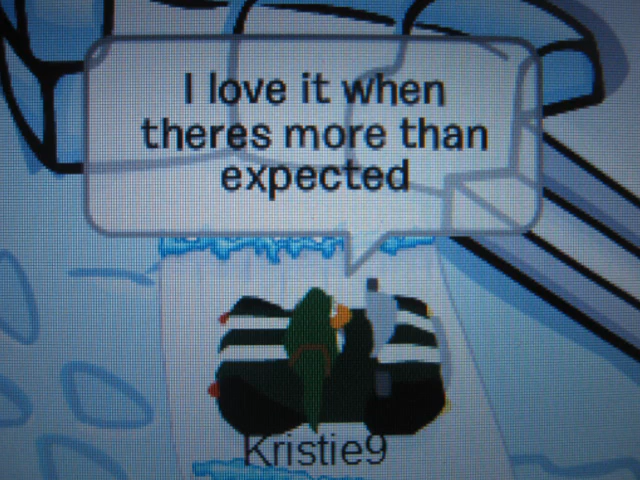 I love it when
theres more than
expected
Kristie9